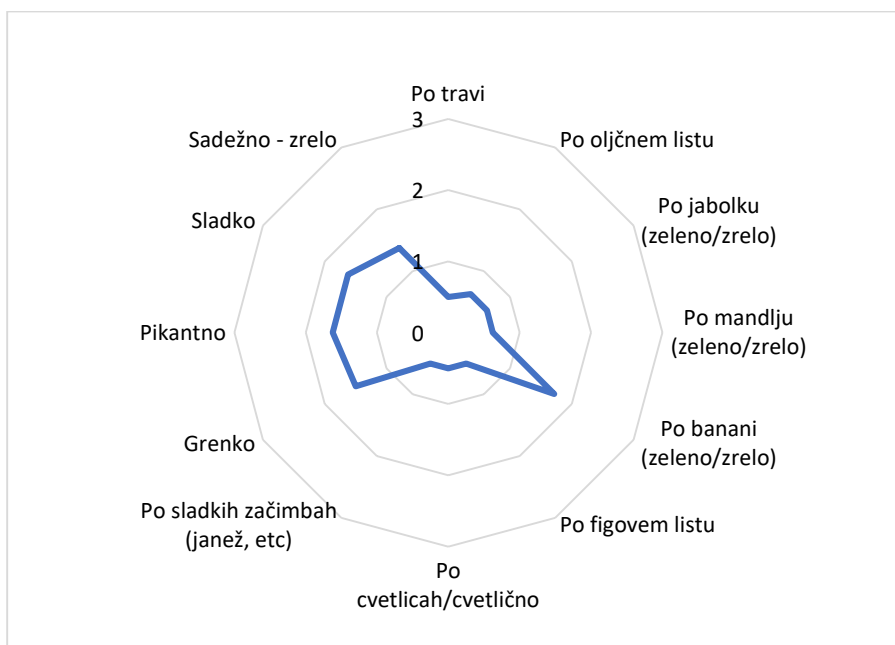 Po travi
Po oljčnem listu
Po jabolku
(zeleno/zrelo)
Po mandlju
(zeleno/zrelo)
Po banani
(zeleno/zrelo)
Po figovem listu
Po
cvetlicah/cvetlično
Po sladkih začimbah
(janež, etc)
Grenko
Pikantno
Sladko
Sadežno - zrelo
3
2
1
0